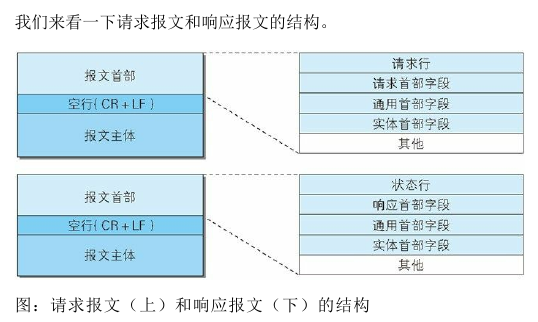 我们来看一下请求报文和响应报文的结构。
报文首部
空行(CR+LF)
报文主体
请求行
请求首部字段
通用首部字段
实体首部字段
其他
报文首部
空行(CR+LF)
报文主体
状态行
响应首部字段
通用首部字段
实体首部字段
其他
图：请求报文（上）和响应报文（下）的结构